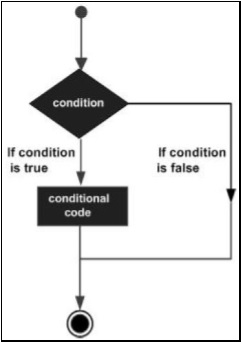 condition
If condition
is true
If condition
is false
conditional
code